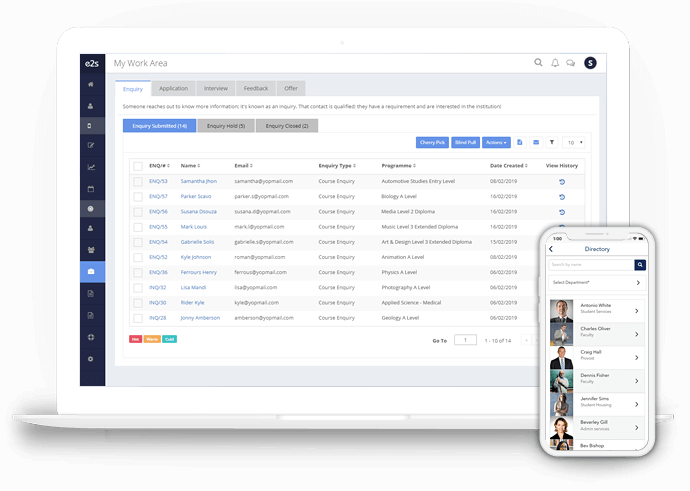 e2s
My Work Area
S
Enquiry Application Interview Feedback Offer
Someone reaches out to know more information: It's known as an inquiry. That contact is qualified: they have a requirement and are interested in the institution!
Enquiry Submitted (14) Enquiry Hold (5) Enquiry Closed (2)
Cherry Pick Blind Pull Actions 10
ENQ/# Name Email Enquiry Type Programme Date Created View History
ENQ/53 Samantha Jhon samantha@yopmail.com Course Enquiry Automotive Studies Entry Level 08/02/2019
ENQ/57 Parker Scavo parker.s@yopmail.com Course Enquiry Biology A Level 16/02/2019
ENQ/56 Susana Dsouza susana.d@yopmail.com Course Enquiry Media Level 2 Diploma 16/02/2019
ENQ/55 Mark Louis mark.l@yopmail.com Course Enquiry Music Level 3 Extended Diploma 16/02/2019
ENQ/54 Gabrielle Solis gabrielle.s@yopmail.com Course Enquiry Art & Design Level 3 Extended Diploma 15/02/2019
ENQ/52 Kyle Johnson roman@yopmail.com Course Enquiry Animation A Level 08/02/2019
ENQ/36 Ferrours Henry ferrous@yopmail.com Course Enquiry Physics A Level 06/02/2019
INQ/32 Lisa Mandi lisa@yopmail.com Course Enquiry Photography A Level 06/02/2019
INQ/30 Rider Kyle kyle@yopmail.com Course Enquiry Applied Science - Medical 06/02/2019
INQ/28 Jonny Amberson amberson@yopmail.com Course Enquiry Geology A Level 06/02/2019
Hot Warm Cold
Go To 1 1 - 10 of 14
1:00
Directory
Search by name
Select Department*
Antonio White
Student Services
Charles Oliver
Faculty
Craig Hall
Provost
Dennis Fisher
Faculty
Jennifer Sims
Student Housing
Beverley Gill
Admin services
Bev Bishop